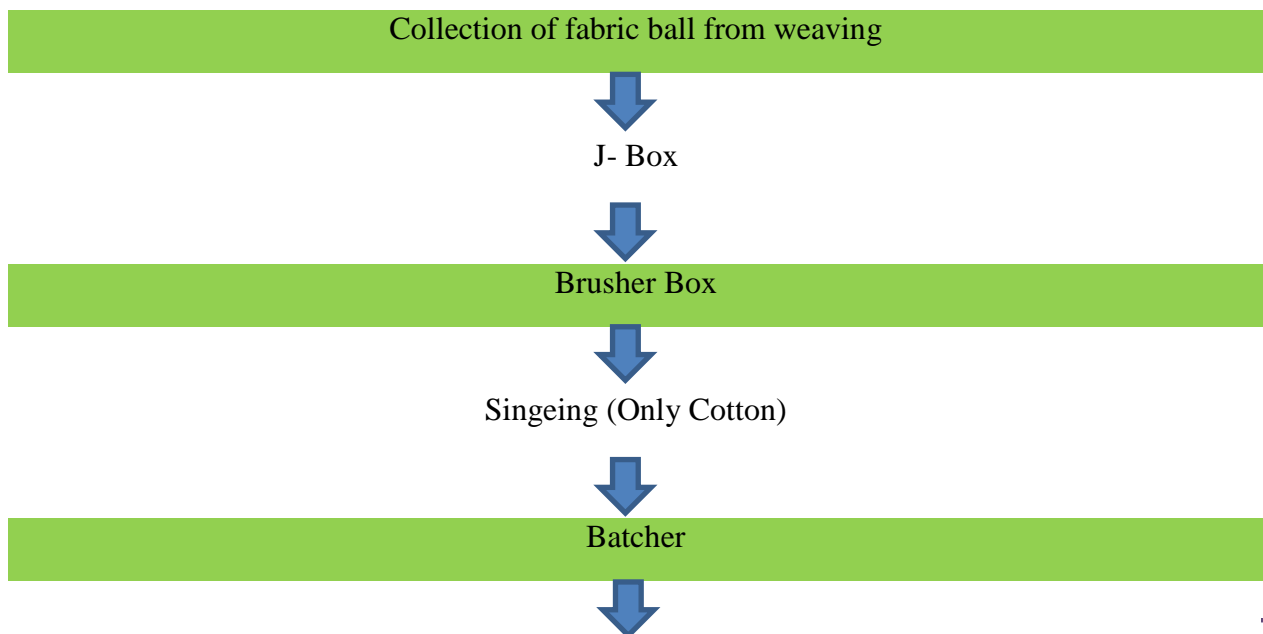 Collection of fabric ball from weaving
J- Box
Brusher Box
Singeing (Only Cotton)
Batcher